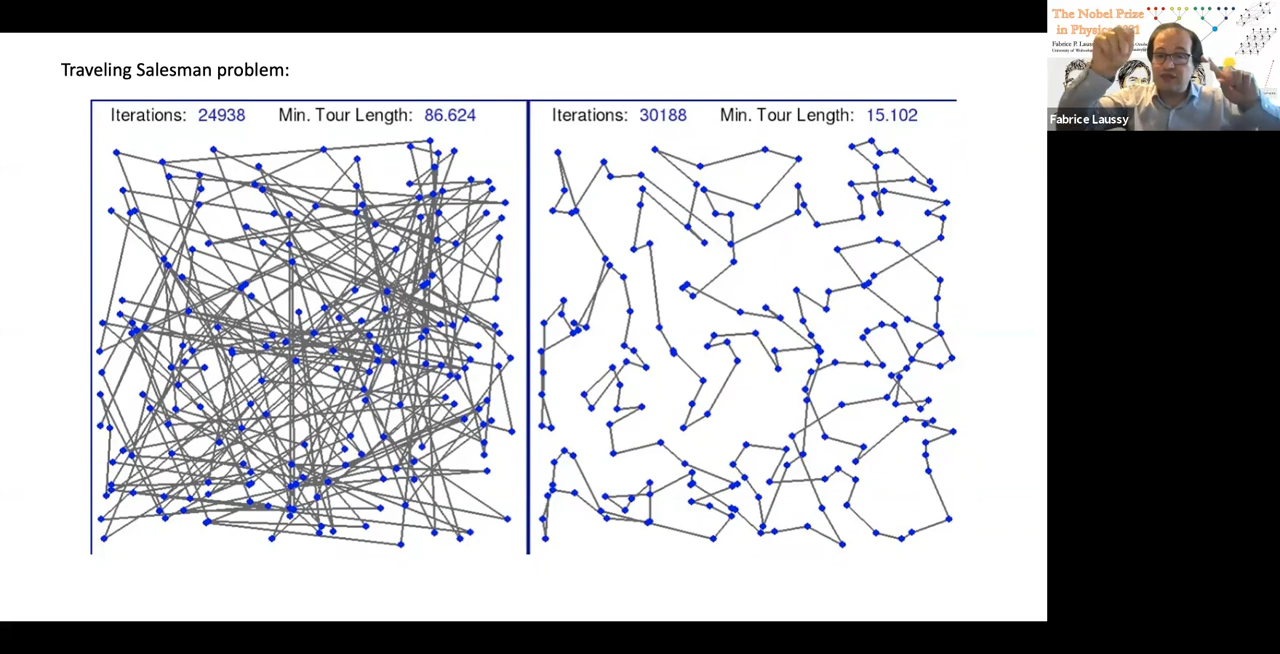 Traveling Salesman problem:
Iterations: 24938 Min. Tour Length: 86.624
Iterations: 30188 Min. Tour Length: 15.102
The Nobel Prize
in Physics
Fabrice P.
Fabrice Laussy